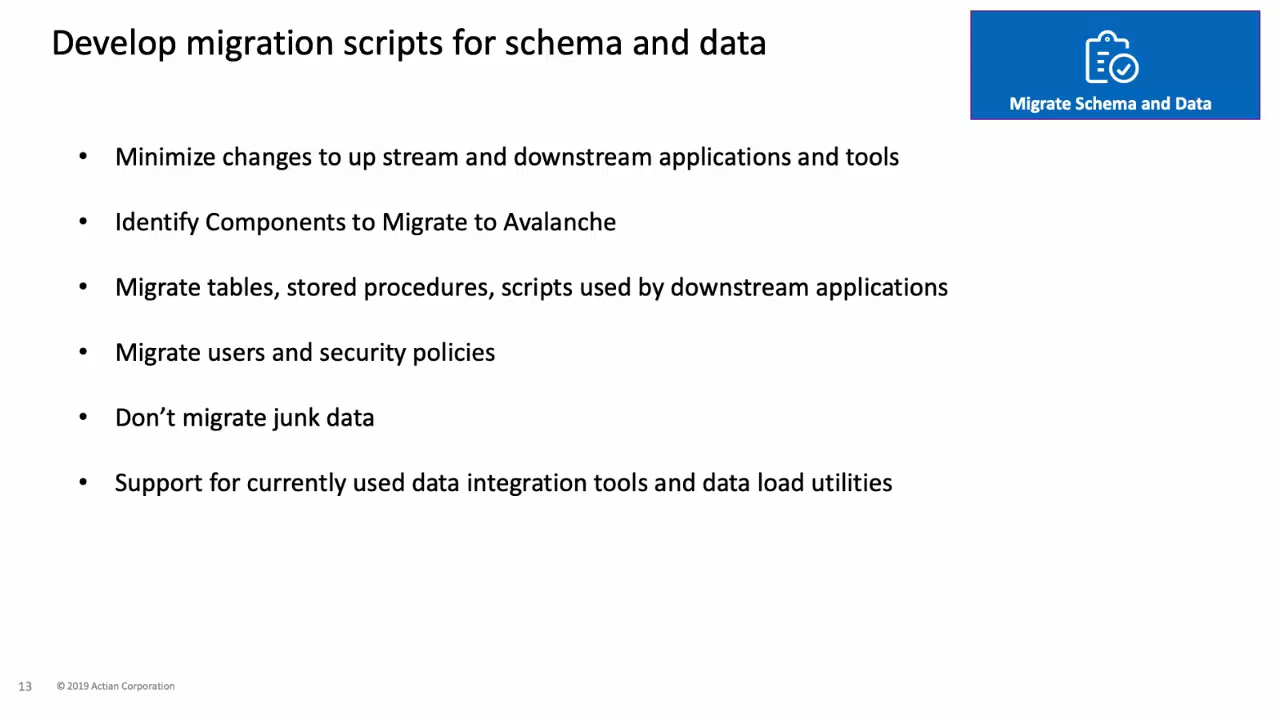 Develop migration scripts for schema and data
Migrate Schema and Data
• Minimize changes to up stream and downstream applications and tools
• Identify Components to Migrate to Avalanche
• Migrate tables, stored procedures, scripts used by downstream applications
• Migrate users and security policies
• Don’t migrate junk data
• Support for currently used data integration tools and data load utilities
13 © 2019 Actian Corporation